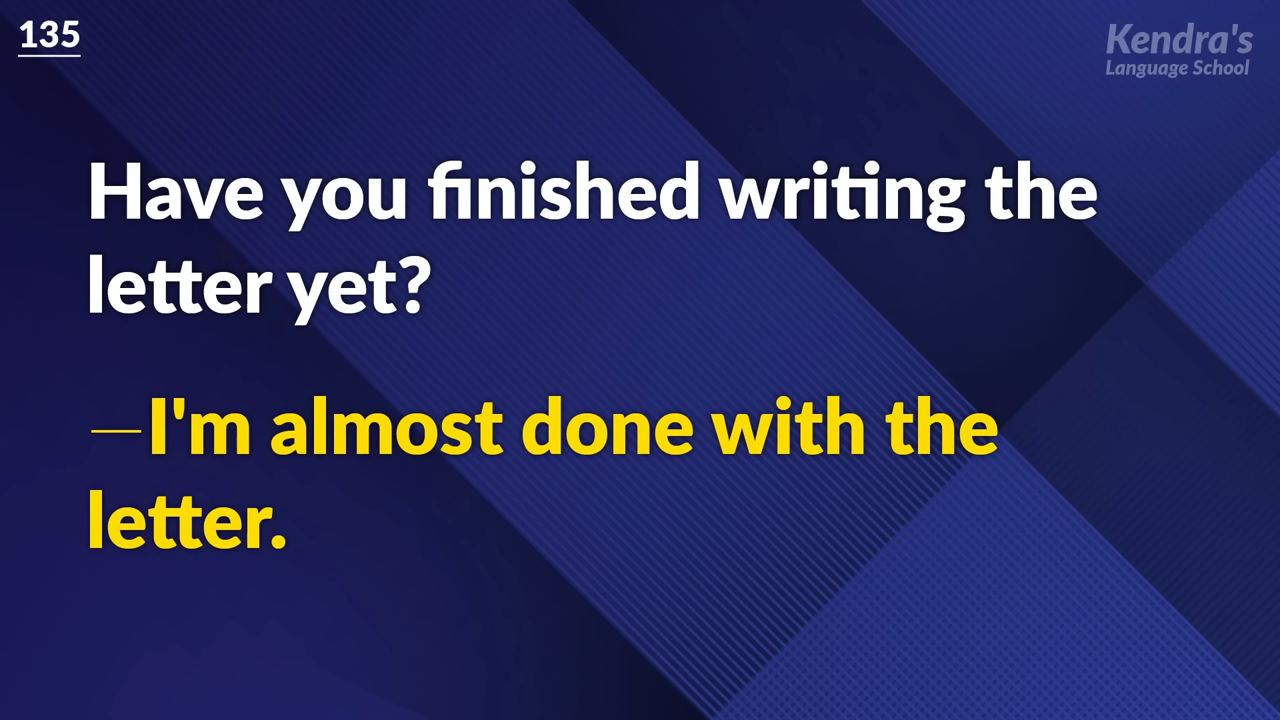 135
Kendra's
Language School
Have you finished writing the
letter yet?
—I'm almost done with the
letter.